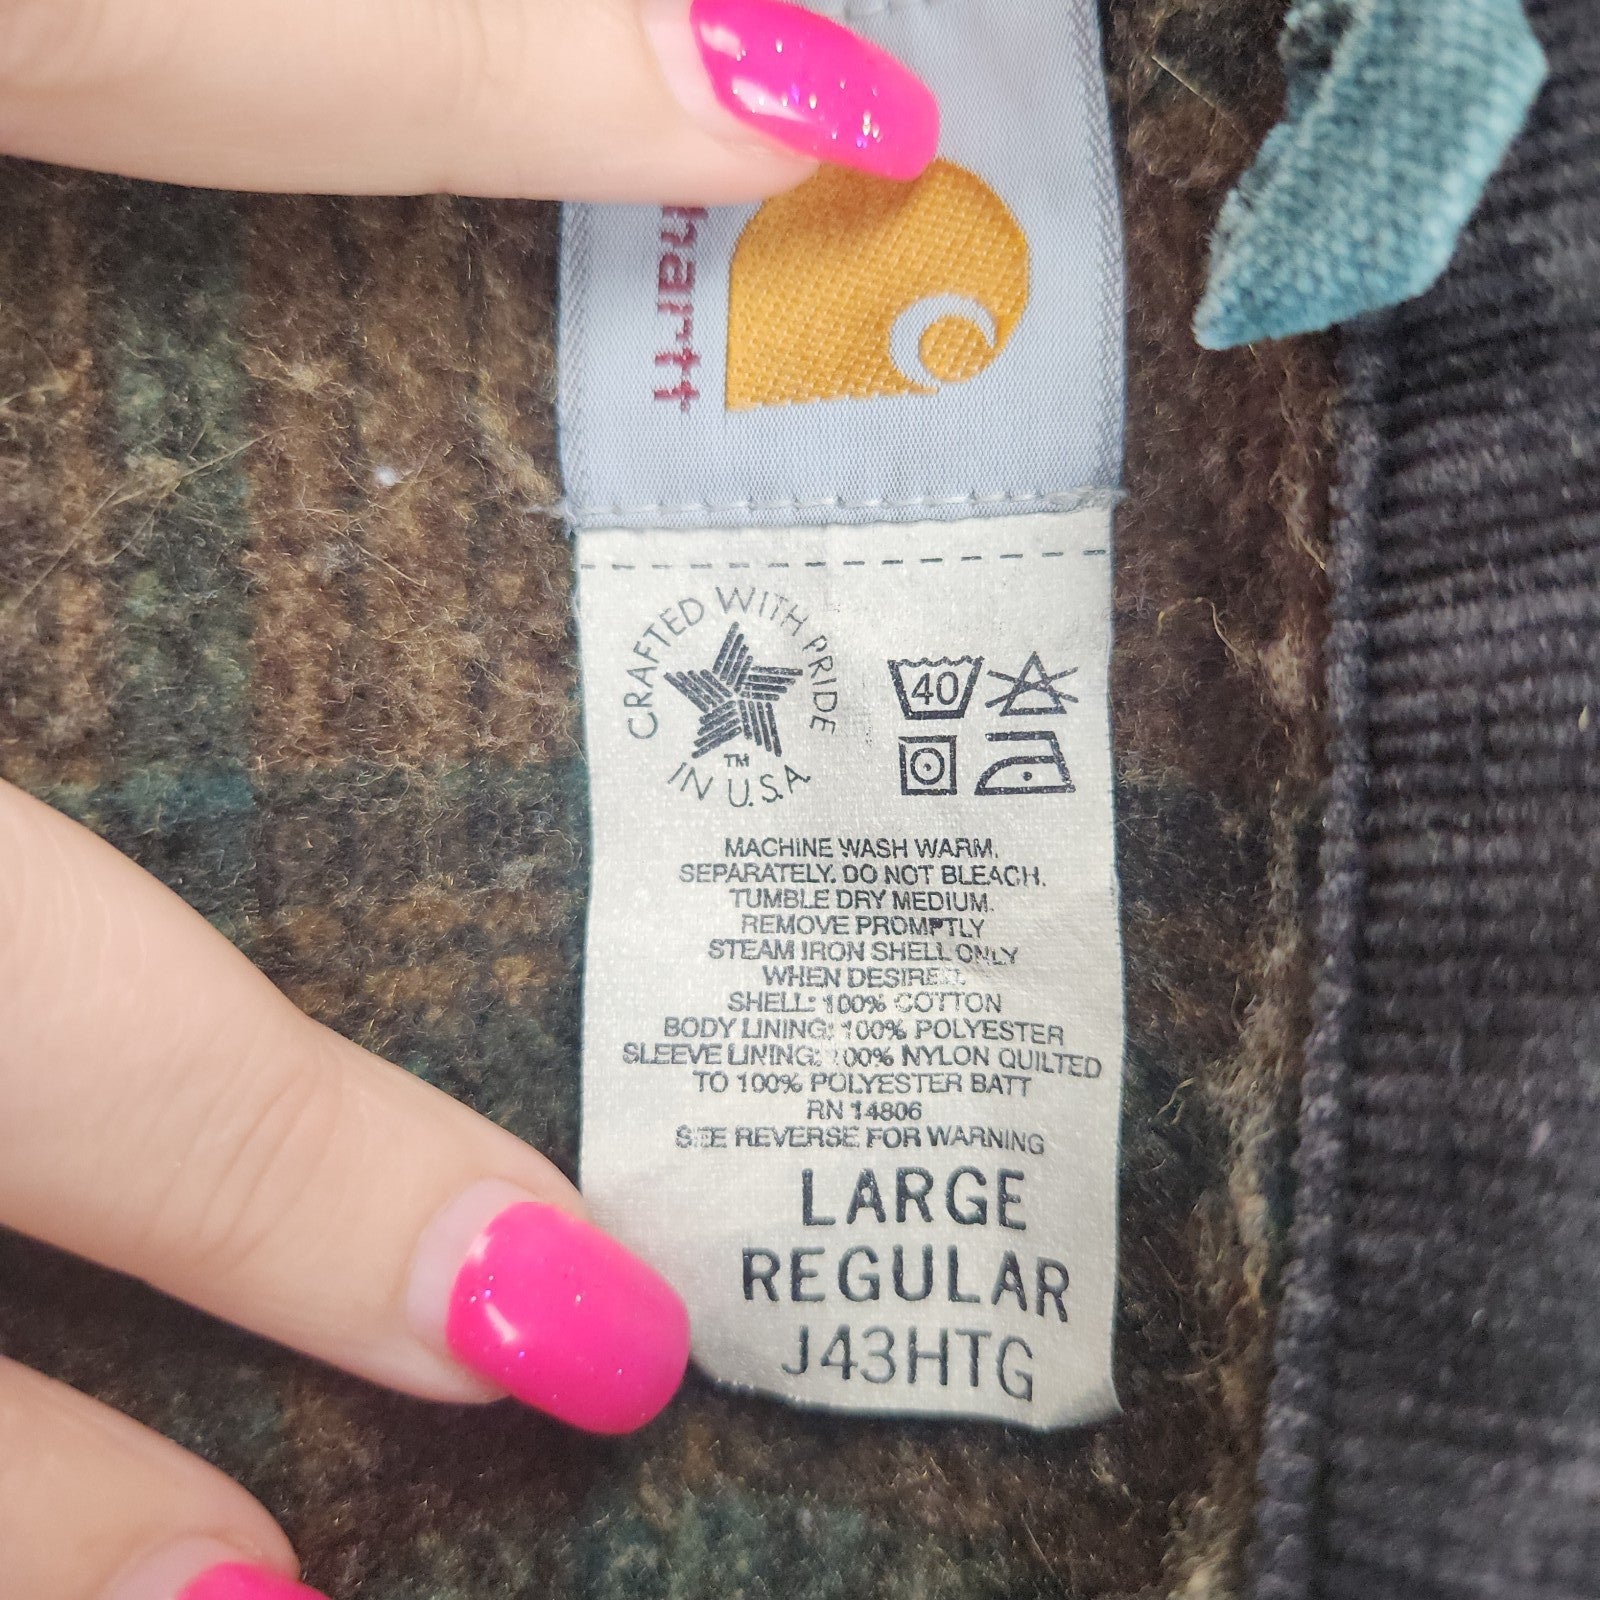 hartt
CRAFTED WITH PRIDE
TM
IN U.S.A.
40
MACHINE WASH WARM.
SEPARATELY. DO NOT BLEACH.
TUMBLE DRY MEDIUM.
REMOVE PROMPTLY
STEAM IRON SHELL ONLY
WHEN DESIRED.
SHELL: 100% COTTON
BODY LINING: 100% POLYESTER
SLEEVE LINING: 100% NYLON QUILTED
TO 100% POLYESTER BATT
RN 14806
SEE REVERSE FOR WARNING
LARGE
REGULAR
J43HTG